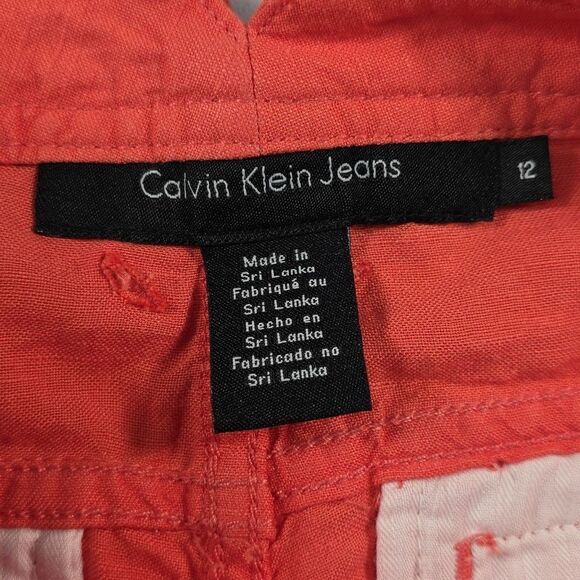 Calvin Klein Jeans
12
Made in
Sri Lanka
Fabriqué au
Sri Lanka
Hecho en
Sri Lanka
Fabricado no
Sri Lanka